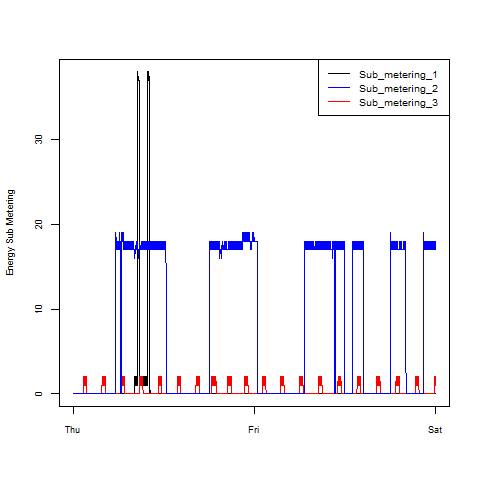 Sub_metering_1
Sub_metering_2
Sub_metering_3
Energy Sub Metering
30
20
10
0
Thu Fri Sat